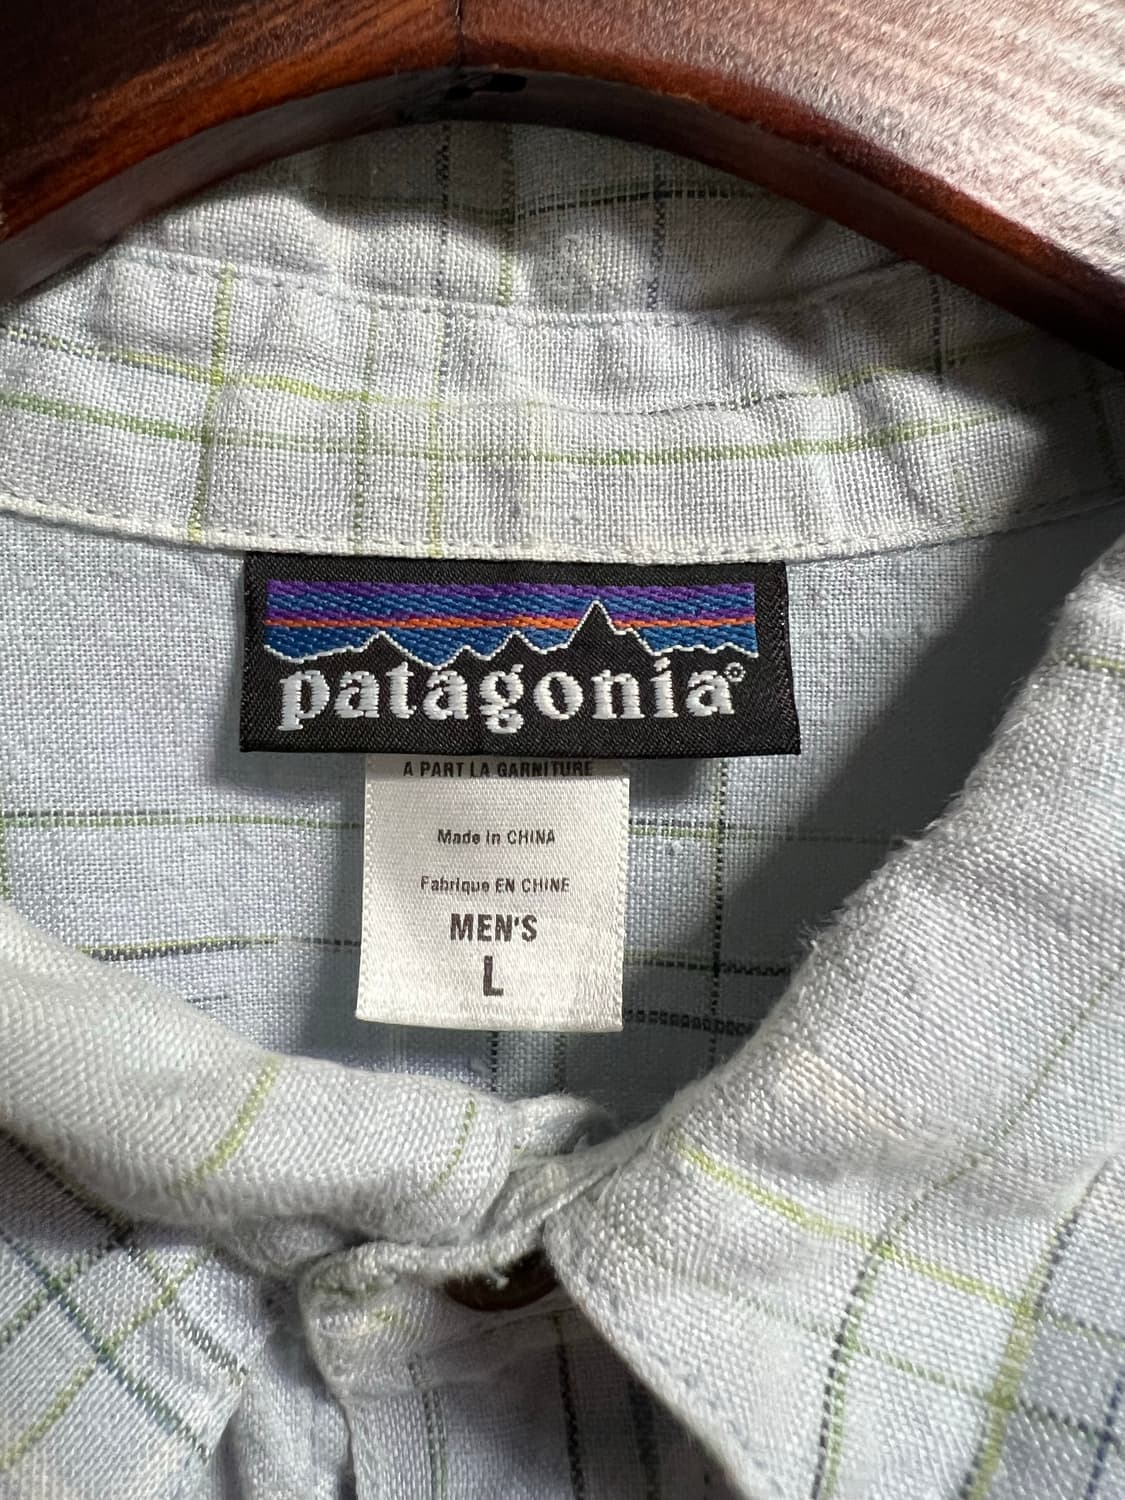 patagonia®
A PART LA GARNITURE
Made in CHINA
Fabrique EN CHINE
MEN'S
L